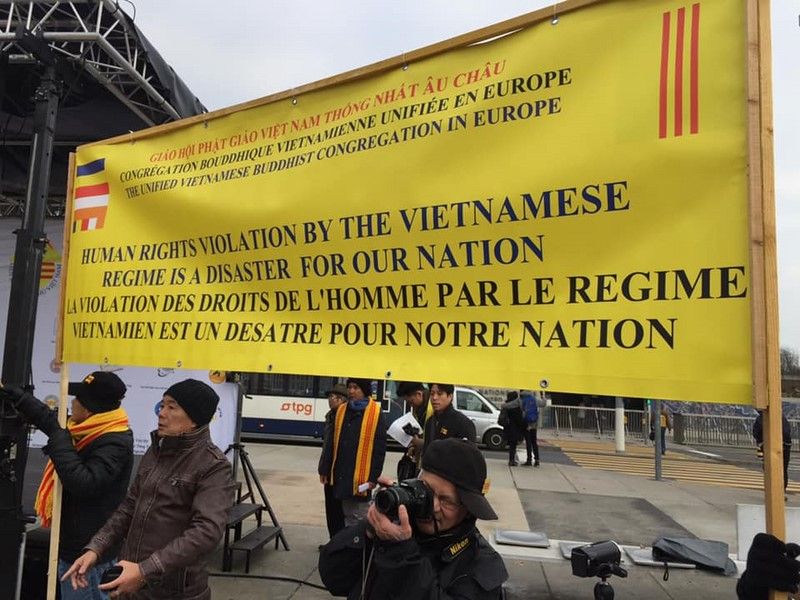 GIÁO HỘI PHẬT GIÁO VIỆT NAM THỐNG NHẤT ÂU CHÂU
CONGRÉGATION BOUDDHIQUE VIETNAMIENNE UNIFIÉE EN EUROPE
THE UNIFIED VIETNAMESE BUDDHIST CONGREGATION IN EUROPE
HUMAN RIGHTS VIOLATION BY THE VIETNAMESE
REGIME IS A DISASTER FOR OUR NATION
LA VIOLATION DES DROITS DE L'HOMME PAR LE REGIME
VIETNAMIEN EST UN DESATRE POUR NOTRE NATION
tpg
Nikon